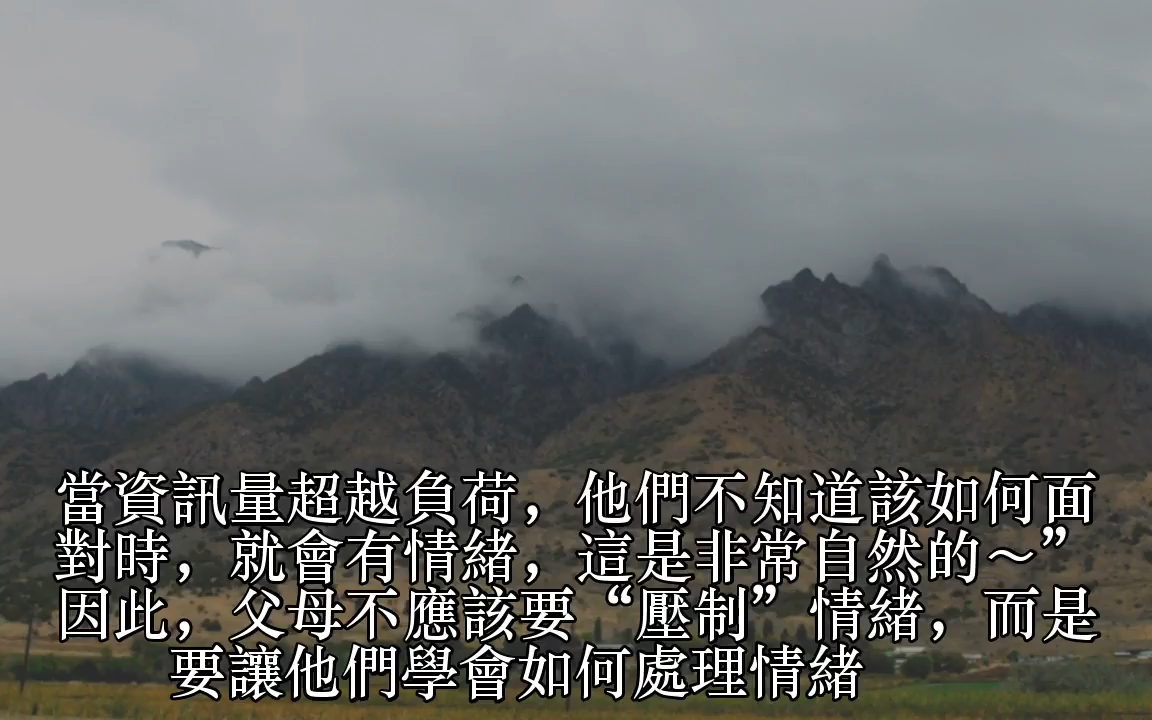 當資訊量超越負荷，他們不知道該如何面
對時，就會有情緒，這是非常自然的～”
因此，父母不應該要“壓制”情緒，而是
要讓他們學會如何處理情緒